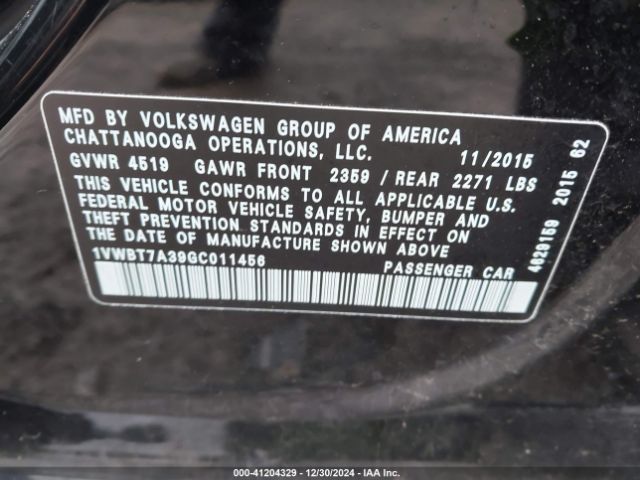 MFD BY VOLKSWAGEN GROUP OF AMERICA
CHATTANOOGA OPERATIONS, LLC. 11/2015
GVWR 4519 GAWR FRONT 2359 / REAR 2271 LBS
THIS VEHICLE CONFORMS TO ALL APPLICABLE U.S.
FEDERAL MOTOR VEHICLE SAFETY, BUMPER AND
THEFT PREVENTION STANDARDS IN EFFECT ON
THE DATE OF MANUFACTURE SHOWN ABOVE.
1VWBT7A39GC011456 PASSENGER CAR
4629159 2015 62
000-41204329 - 12/30/2024 - IAA Inc.